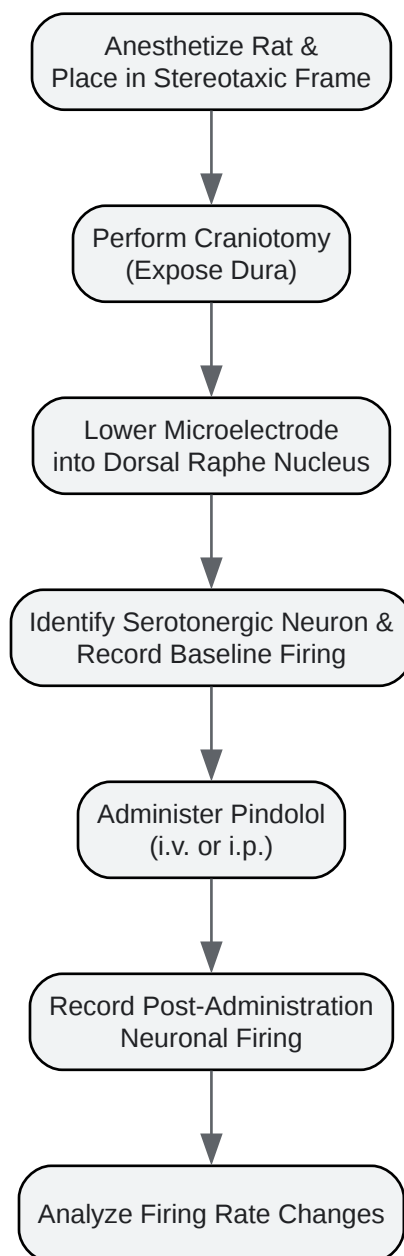 Anesthetize Rat &
Place in Stereotaxic Frame
Perform Craniotomy
(Expose Dura)
Lower Microelectrode
into Dorsal Raphe Nucleus
Identify Serotonergic Neuron &
Record Baseline Firing
Administer Pindolol
(i.v. or i.p.)
Record Post-Administration
Neuronal Firing
Analyze Firing Rate Changes